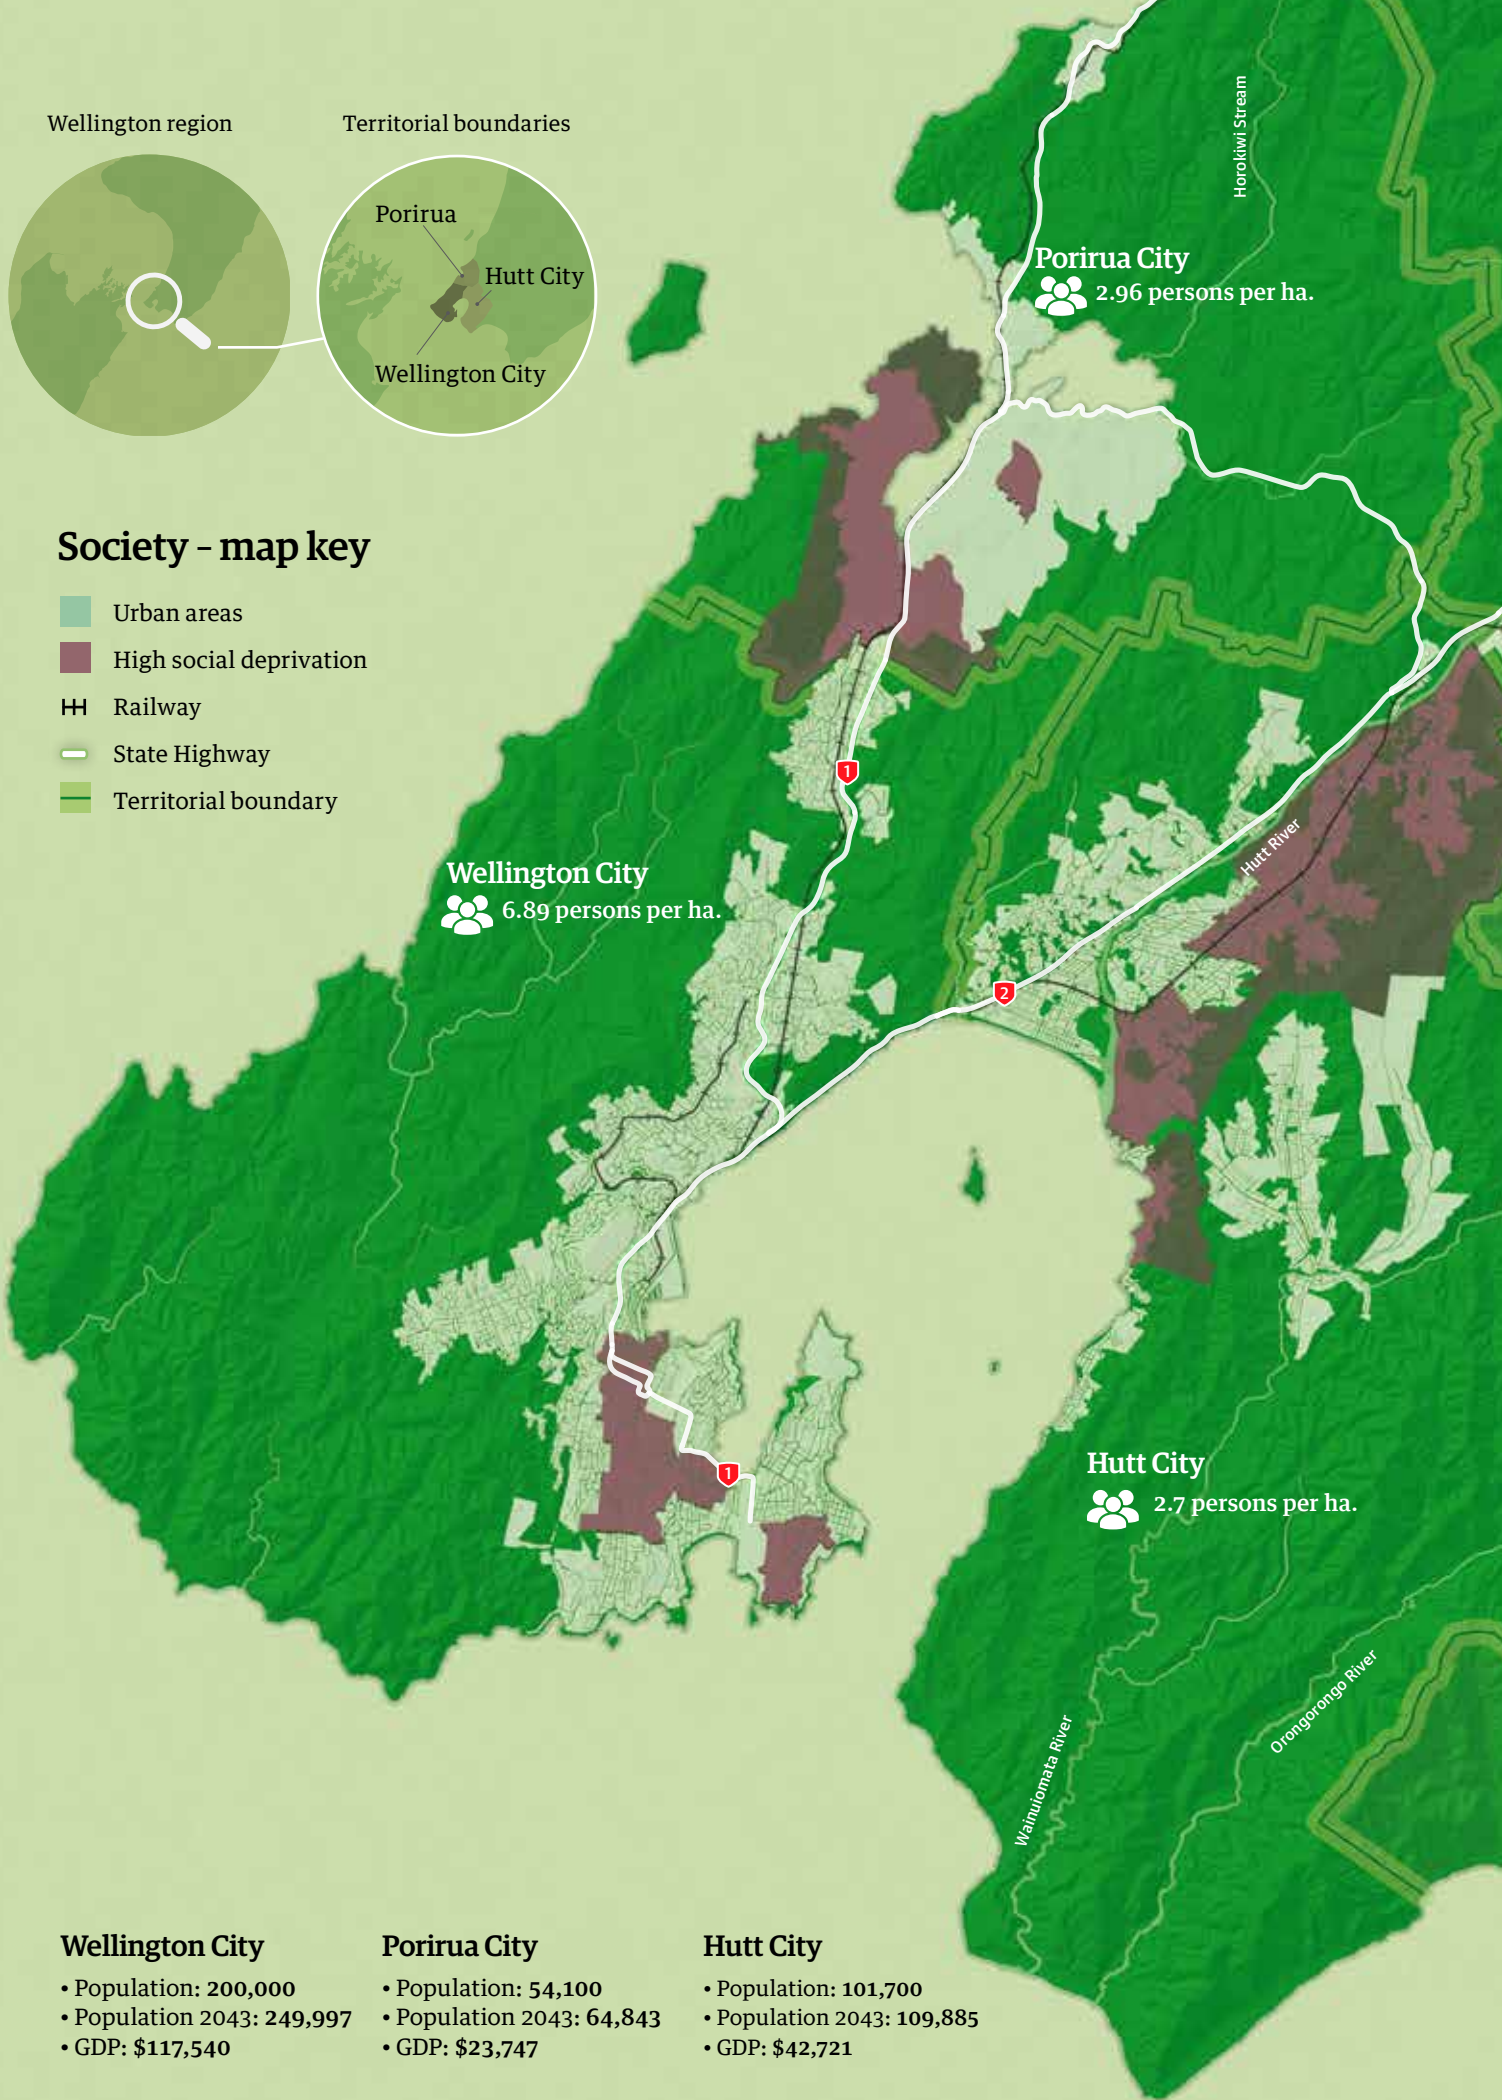 Wellington region
Territorial boundaries
Porirua
Hutt City
Wellington City
Horokiwi Stream
Porirua City
2.96 persons per ha.
Society – map key
Urban areas
High social deprivation
Railway
State Highway
Territorial boundary
1
Hutt River
Wellington City
6.89 persons per ha.
2
Hutt City
1
2.7 persons per ha.
Orongorongo River
Wainuiomata River
Wellington City
• Population: 200,000
• Population 2043: 249,997
• GDP: $117,540
Porirua City
• Population: 54,100
• Population 2043: 64,843
• GDP: $23,747
Hutt City
• Population: 101,700
• Population 2043: 109,885
• GDP: $42,721